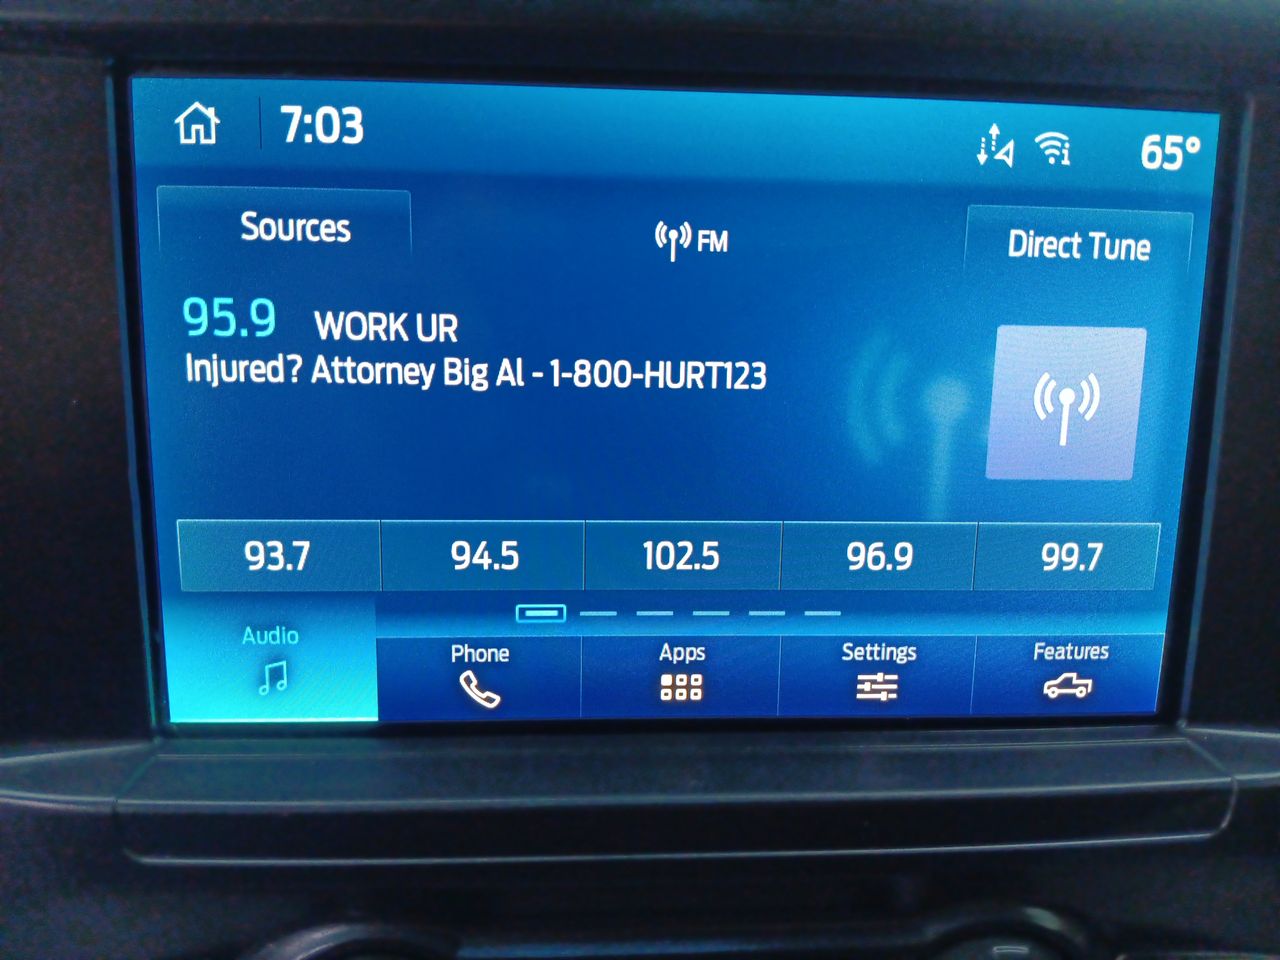 7:03
65°
Sources
FM
Direct Tune
95.9 WORK UR
Injured? Attorney Big Al - 1-800-HURT123
93.7 94.5 102.5 96.9 99.7
Audio Phone Apps Settings Features